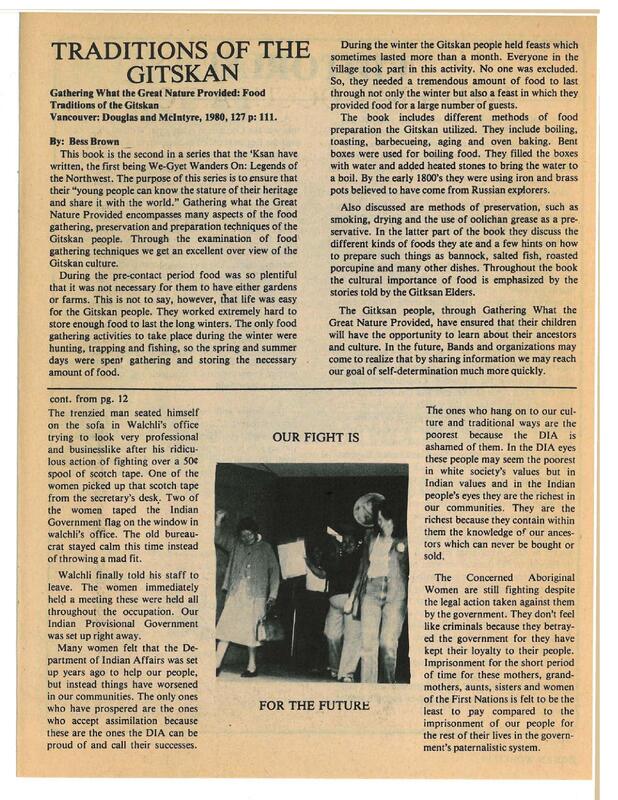 TRADITIONS OF THE
GITSKAN
Gathering What the Great Nature Provided: Food
Traditions of the Gitskan
Vancouver: Douglas and McIntyre, 1980, 127 p: 111.
By: Bess Brown
This book is the second in a series that the 'Ksan have
written, the first being We-Gyet Wanders On: Legends of
the Northwest. The purpose of this series is to ensure that
their "young people can know the stature of their heritage
and share it with the world." Gathering what the Great
Nature Provided encompasses many aspects of the food
gathering, preservation and preparation techniques of the
Gitskan people. Through the examination of food
gathering techniques we get an excellent over view of the
Gitskan culture.
During the pre-contact period food was so plentiful
that it was not necessary for them to have either gardens
or farms. This is not to say, however, that life was easy
for the Gitskan people. They worked extremely hard to
store enough food to last the long winters. The only food
gathering activities to take place during the winter were
hunting, trapping and fishing, so the spring and summer
days were spent gathering and storing the necessary
amount of food.
During the winter the Gitskan people held feasts which
sometimes lasted more than a month. Everyone in the
village took part in this activity. No one was excluded.
So, they needed a tremendous amount of food to last
through not only the winter but also a feast in which they
provided food for a large number of guests.
The book includes different methods of food
preparation the Gitskan utilized. They include boiling,
toasting, barbecueing, aging and oven baking. Bent
boxes were used for boiling food. They filled the boxes
with water and added heated stones to bring the water to
a boil. By the early 1800's they were using iron and brass
pots believed to have come from Russian explorers.
Also discussed are methods of preservation, such as
smoking, drying and the use of oolichan grease as a pre-
servative. In the latter part of the book they discuss the
different kinds of foods they ate and a few hints on how
to prepare such things as bannock, salted fish, roasted
porcupine and many other dishes. Throughout the book
the cultural importance of food is emphasized by the
stories told by the Gitksan Elders.
The Gitksan people, through Gathering What the
Great Nature Provided, have ensured that their children
will have the opportunity to learn about their ancestors
and culture. In the future, Bands and organizations may
come to realize that by sharing information we may reach
our goal of self-determination much more quickly.
cont. from pg. 12
The trenzied man seated himself
on the sofa in Walchli's office
trying to look very professional
and businesslike after his ridicu-
lous action of fighting over a 50¢
spool of scotch tape. One of the
women picked up that scotch tape
from the secretary's desk. Two of
the women taped the Indian
Government flag on the window in
walchli's office. The old bureau-
crat stayed calm this time instead
of throwing a mad fit.
Walchli finally told his staff to
leave. The women immediately
held a meeting these were held all
throughout the occupation. Our
Indian Provisional Government
was set up right away.
Many women felt that the De-
partment of Indian Affairs was set
up years ago to help our people,
but instead things have worsened
in our communities. The only ones
who have prospered are the ones
who accept assimilation because
these are the ones the DIA can be
proud of and call their successes.
OUR FIGHT IS
FOR THE FUTURE
The ones who hang on to our cul-
ture and traditional ways are the
poorest because the DIA is
ashamed of them. In the DIA eyes
these people may seem the poorest
in white society's values but in
Indian values and in the Indian
people's eyes they are the richest in
our communities. They are the
richest because they contain within
them the knowledge of our ances-
tors which can never be bought or
sold.
The Concerned Aboriginal
Women are still fighting despite
the legal action taken against them
by the government. They don't feel
like criminals because they betray-
ed the government for they have
kept their loyalty to their people.
Imprisonment for the short period
of time for these mothers, grand-
mothers, aunts, sisters and women
of the First Nations is felt to be the
least to pay compared to the
imprisonment of our people for
the rest of their lives in the govern-
ment's paternalistic system.